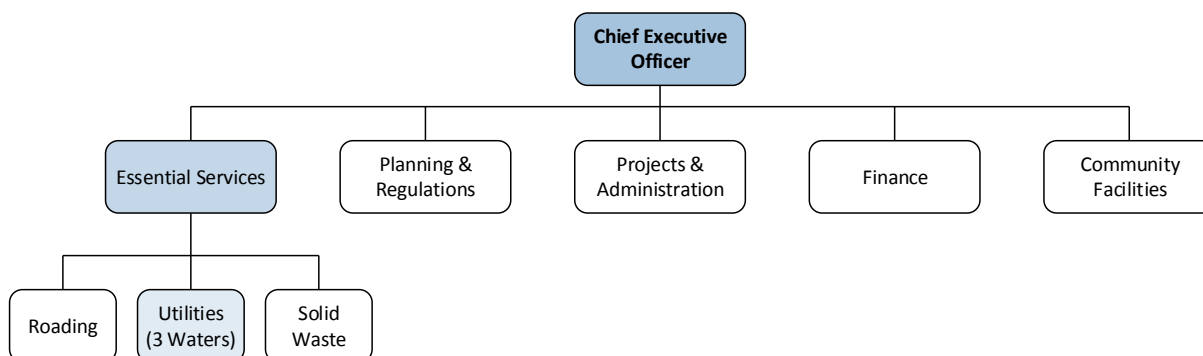 Chief Executive
Officer
Essential Services
Planning &
Regulations
Projects &
Administration
Finance
Community
Facilities
Roading
Utilities
(3 Waters)
Solid
Waste